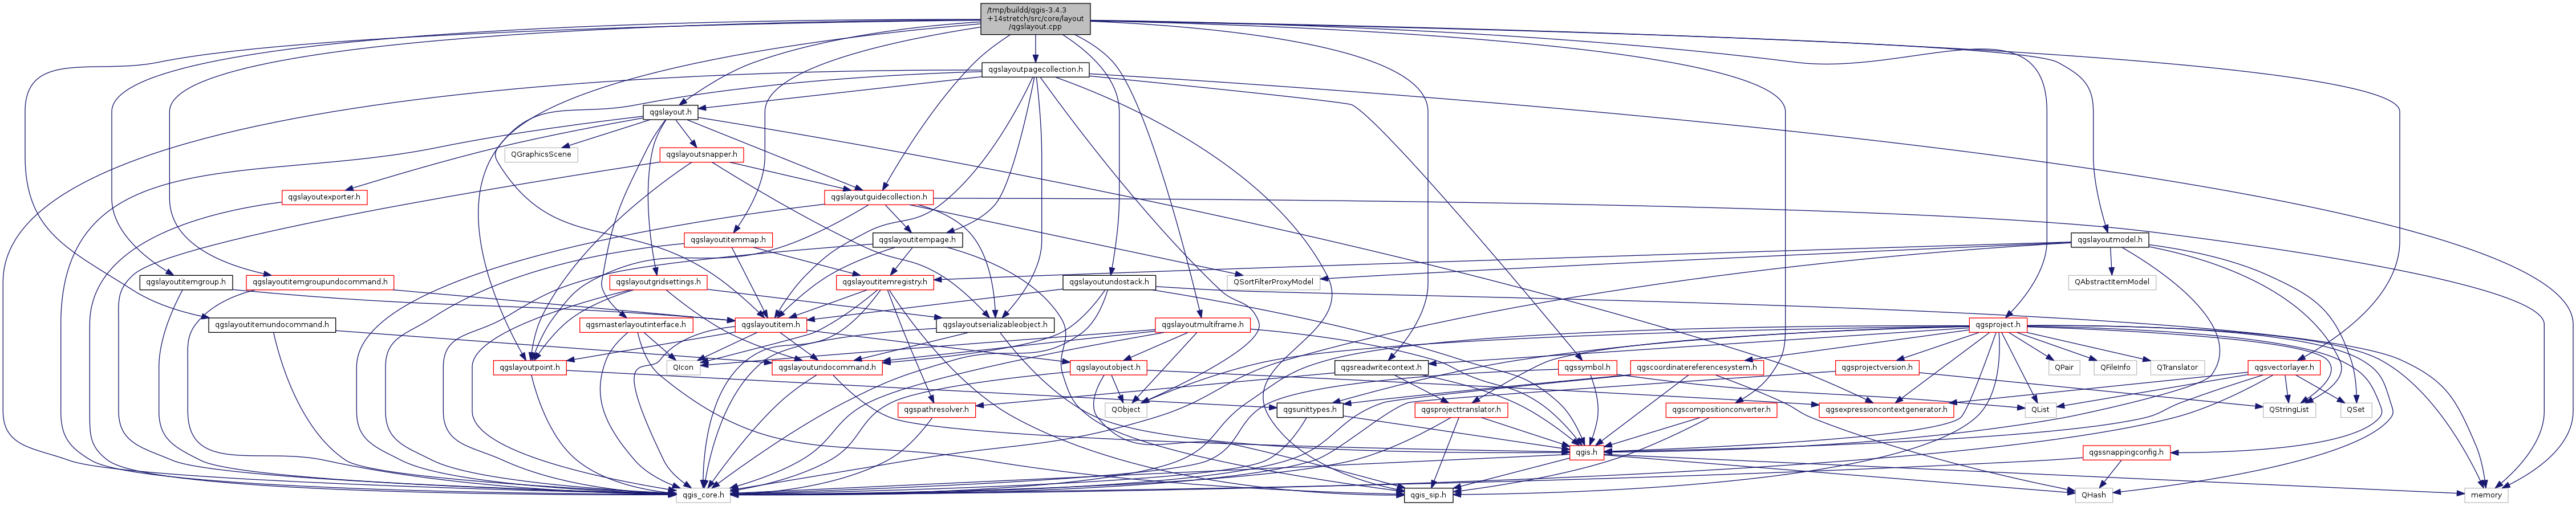 /tmp/buildd/qgis-3.4.3
+14stretch/src/core/layout
/qgslayout.cpp
qgslayoutpagecollection.h
qgslayout.h
QGraphicsScene
qgslayoutsnapper.h
qgslayoutexporter.h
qgslayoutguidecollection.h
qgslayoutitemmap.h
qgslayoutitempage.h
qgslayoutmodel.h
qgslayoutitemgroup.h
qgslayoutitemgroupundocommand.h
qgslayoutgridsettings.h
qgslayoutitemregistry.h
qgslayoutundostack.h
QSortFilterProxyModel
QAbstractItemModel
qgslayoutitemundocommand.h
qgsmasterlayoutinterface.h
qgslayoutitem.h
qgslayoutserializableobject.h
qgslayoutmultiframe.h
qgsproject.h
qgslayoutpoint.h
QIcon
qgslayoutundocommand.h
qgslayoutobject.h
qgsreadwritecontext.h
qgssymbol.h
qgscoordinatereferencesystem.h
qgsprojectversion.h
QPair
QFileInfo
QTranslator
qgsvectorlayer.h
qgspathresolver.h
QObject
qgsunittypes.h
qgsprojecttranslator.h
qgscompositionconverter.h
qgsexpressioncontextgenerator.h
QList
QStringList
QSet
qgis.h
qgssnappingconfig.h
qgis_core.h
qgis_sip.h
QHash
memory